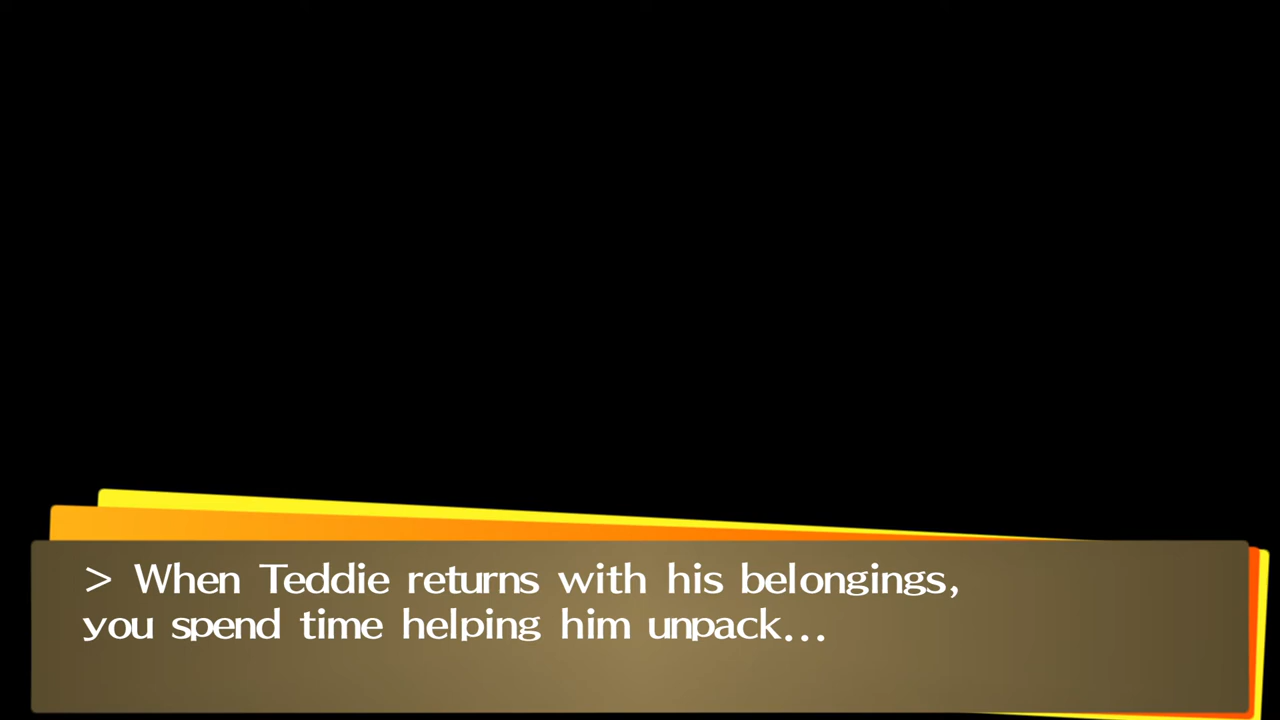 > When Teddie returns with his belongings,
you spend time helping him unpack...